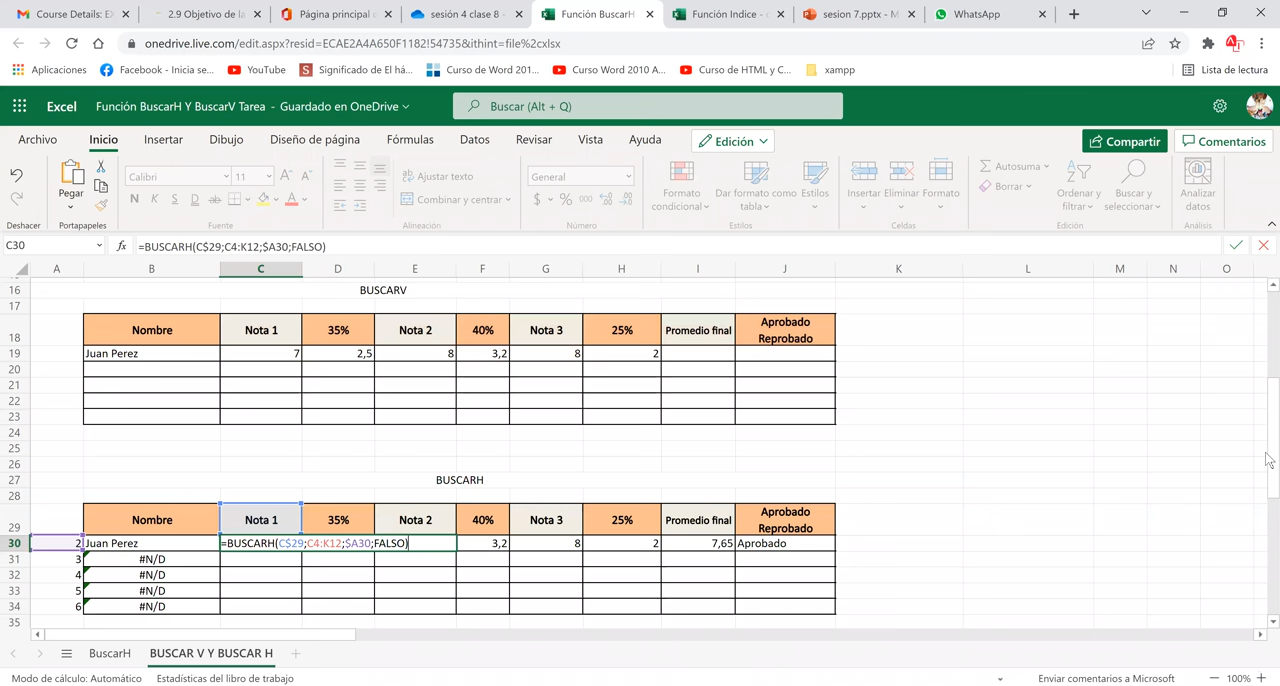 Course Details: EX
2.9 Objetivo de la
Página principal d
sesión 4 clase 8 -
Función BuscarH
Función Indice - 
sesion 7.pptx - M
WhatsApp
onedrive.live.com/edit.aspx?resid=ECAE2A4A650F1182!54735&ithint=file%2cxlsx
Aplicaciones
Facebook - Inicia se...
YouTube
Significado de El há...
Curso de Word 201...
Curso Word 2010 A...
Curso de HTML y C...
xampp
Lista de lectura
Excel
Función BuscarH Y BuscarV Tarea - Guardado en OneDrive
Buscar (Alt + Q)
Archivo Inicio Insertar Dibujo Diseño de página Fórmulas Datos Revisar Vista Ayuda Edición Compartir Comentarios
Pegar
Calibri 11
N K S D ab
Ajustar texto
Combinar y centrar
General
$ % 000
Formato condicional
Dar formato como tabla
Estilos
Insertar Eliminar Formato
Autosuma
Borrar
Ordenar y filtrar
Buscar y seleccionar
Analizar datos
Deshacer Portapapeles Fuente Alineación Número Estilos Celdas Edición Análisis
C30 fx =BUSCARH(C$29;C4:K12;$A30;FALSO)
A B C D E F G H I J K L M N O
16 BUSCARV
17
18 Nombre Nota 1 35% Nota 2 40% Nota 3 25% Promedio final Aprobado Reprobado
19 Juan Perez 7 2,5 8 3,2 8 2
20
21
22
23
24
25
26
27 BUSCARH
28
29 Nombre Nota 1 35% Nota 2 40% Nota 3 25% Promedio final Aprobado Reprobado
30 2 Juan Perez =BUSCARH(C$29;C4:K12;$A30;FALSO) 3,2 8 2 7,65 Aprobado
31 3 #N/D
32 4 #N/D
33 5 #N/D
34 6 #N/D
35
BuscarH BUSCAR V Y BUSCAR H
Modo de cálculo: Automático Estadísticas del libro de trabajo Enviar comentarios a Microsoft 100%